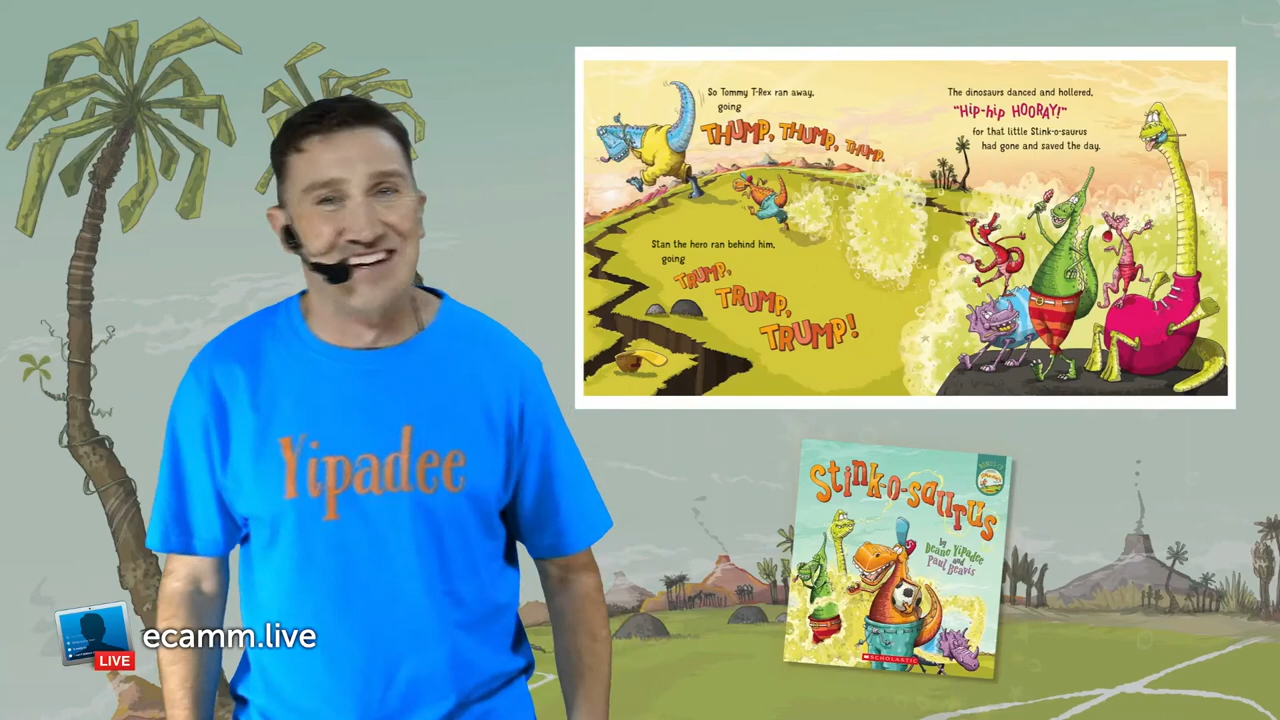 So Tommy T-Rex ran away,
going
THUMP, THUMP, THUMP.
Stan the hero ran behind him,
going
TRUMP,
TRUMP,
TRUMP!
The dinosaurs danced and hollered,
"Hip-hip HOORAY!"
for that little Stink-o-saurus
had gone and saved the day.
Yipadee
Stink-o-saurus
by
Deano Yipadee
and
Paul Beavis
SCHOLASTIC
LIVE
ecamm.live